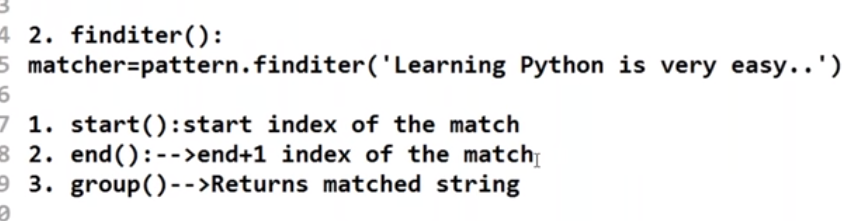 3
4 2. finditer():
5 matcher=pattern.finditer('Learning Python is very easy..')
6
7 1. start():start index of the match
8 2. end():-->end+1 index of the match
9 3. group()-->Returns matched string
0